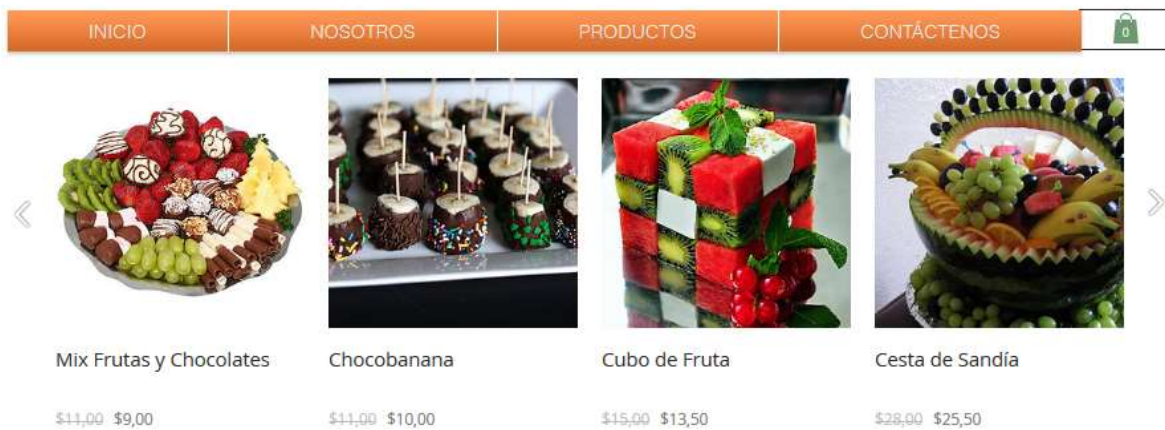 INICIO NOSOTROS PRODUCTOS CONTÁCTENOS 0
Mix Frutas y Chocolates Chocobanana Cubo de Fruta Cesta de Sandía
$11,00 $9,00 $11,00 $10,00 $15,00 $13,50 $28,00 $25,50